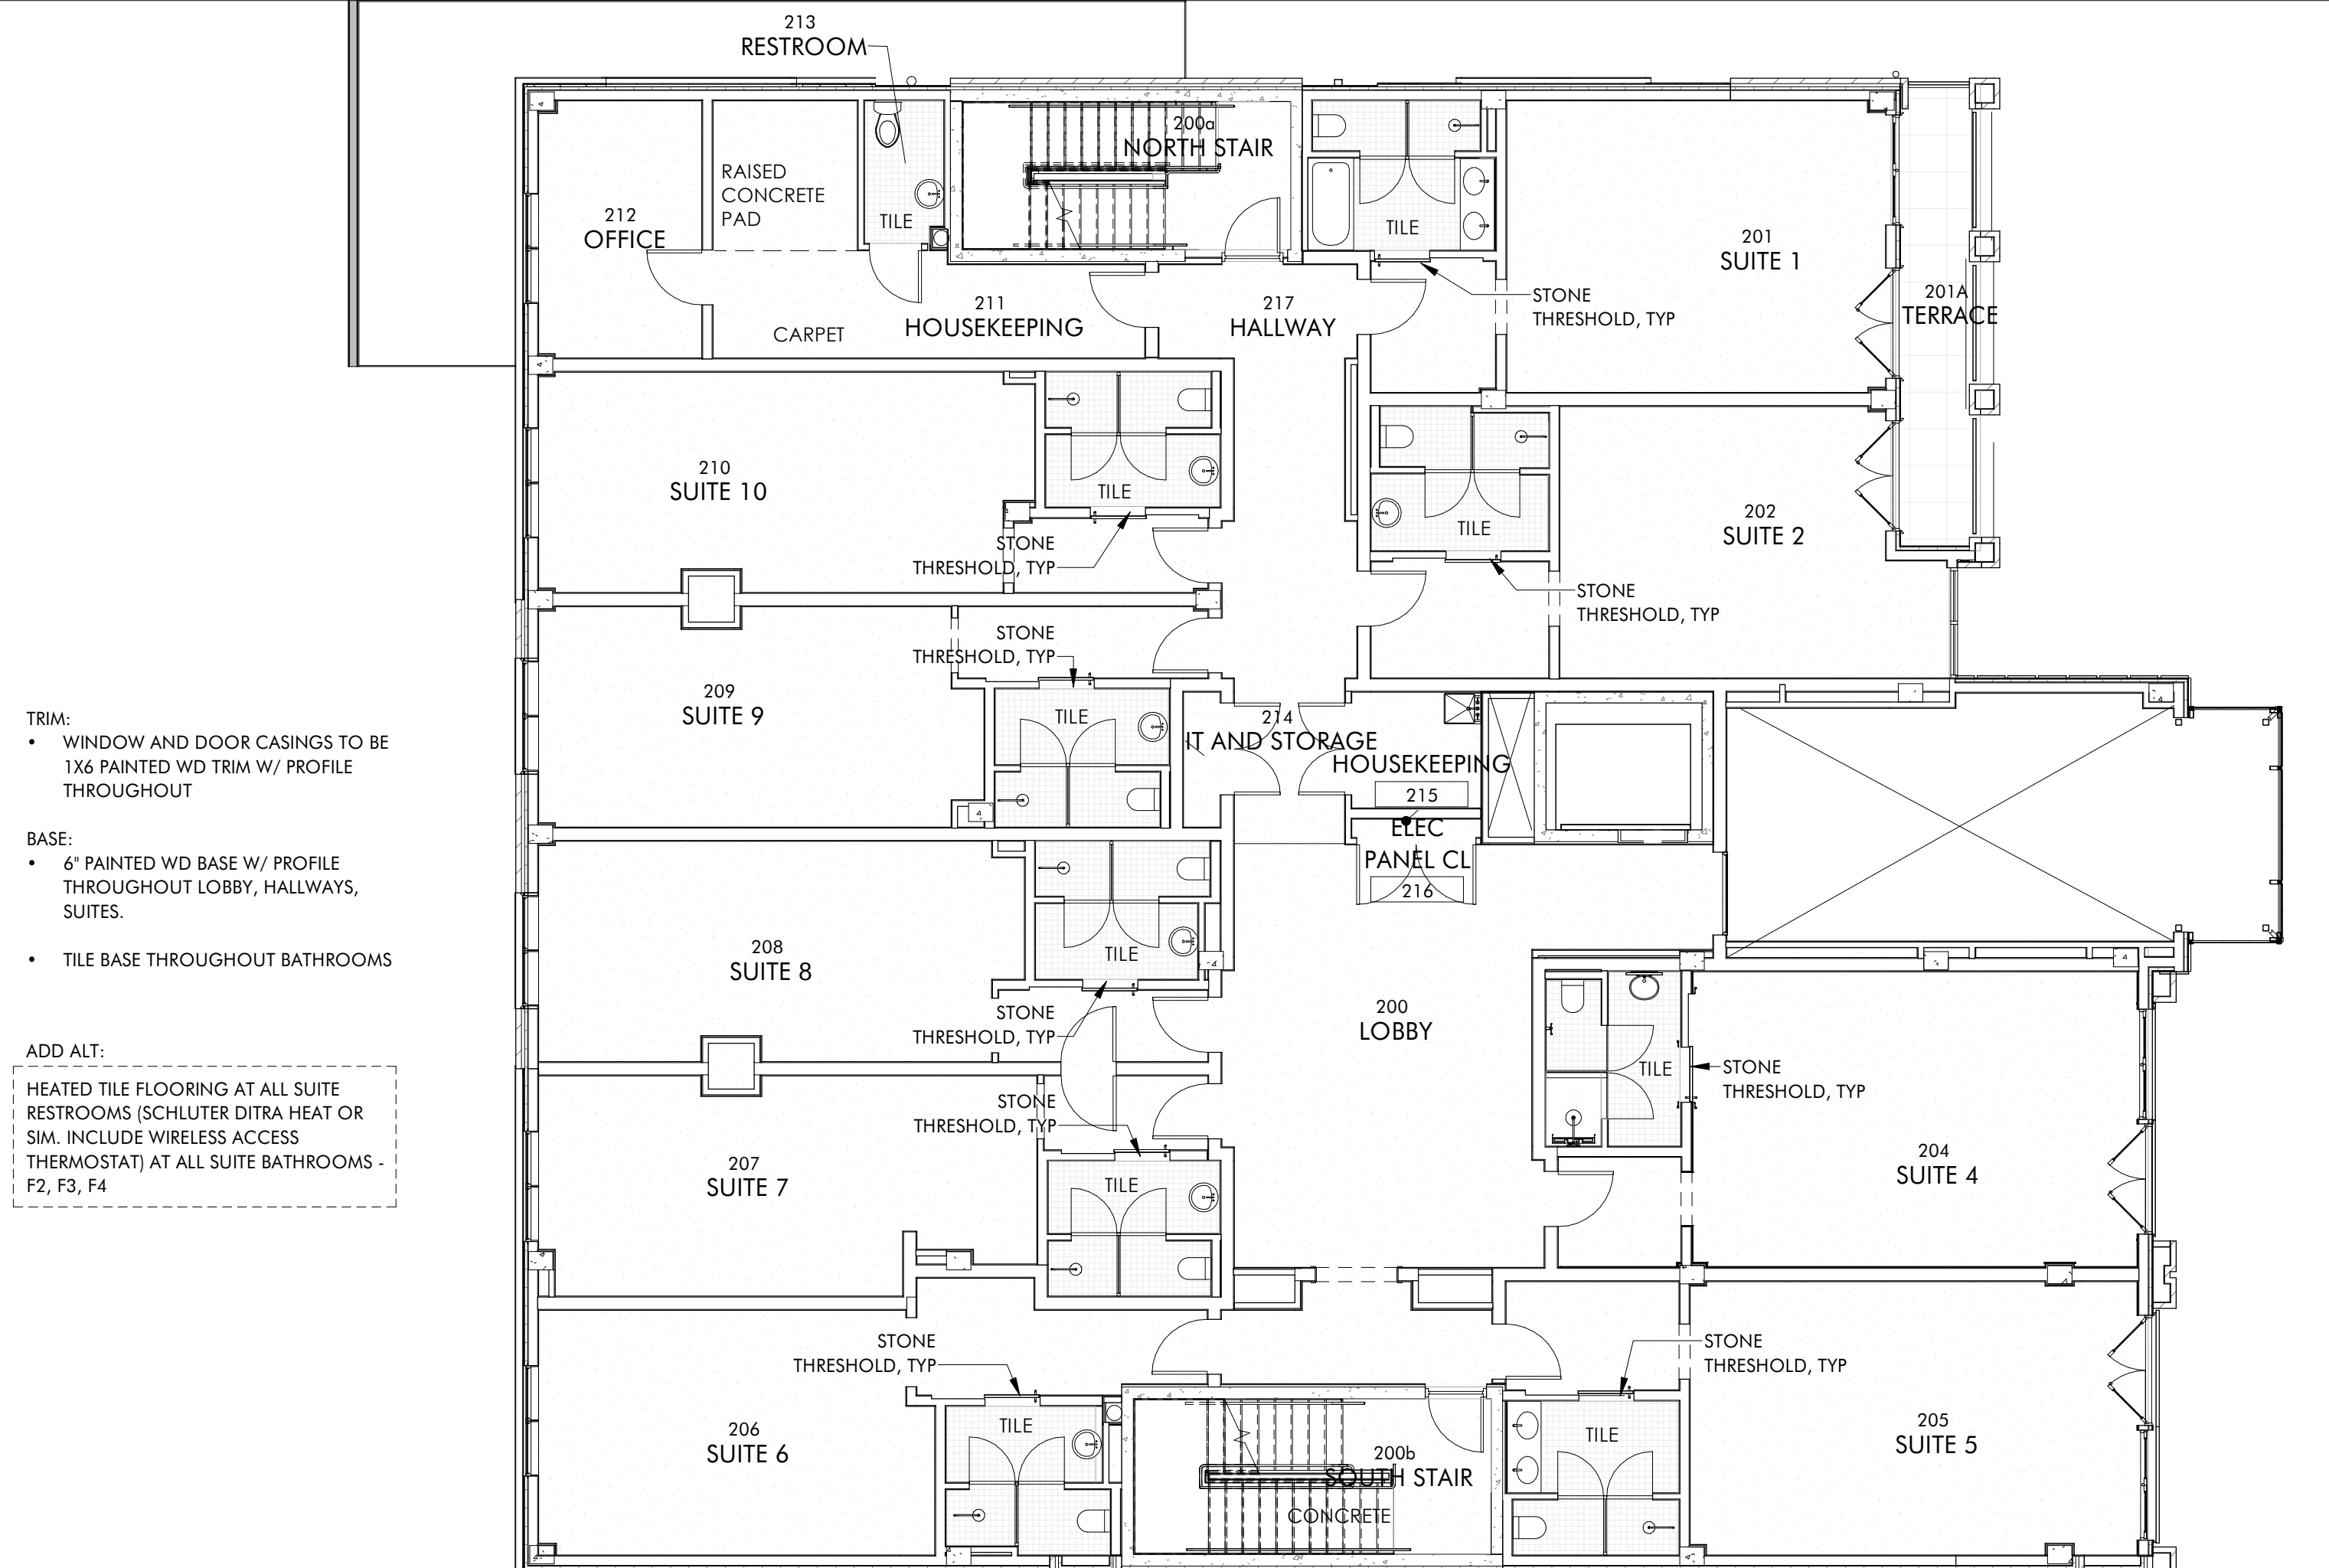 213
RESTROOM
200a
NORTH STAIR
RAISED
CONCRETE
PAD
TILE
TILE
212
OFFICE
201
SUITE 1
211
HOUSEKEEPING
217
HALLWAY
STONE
THRESHOLD, TYP
201A
TERRACE
CARPET
210
SUITE 10
TILE
TILE
202
SUITE 2
STONE
THRESHOLD, TYP
STONE
THRESHOLD, TYP
STONE
THRESHOLD, TYP
209
SUITE 9
TILE
214
IT AND STORAGE
HOUSEKEEPING
215
ELEC
PANEL CL
216
TRIM:
• WINDOW AND DOOR CASINGS TO BE
1X6 PAINTED WD TRIM W/ PROFILE
THROUGHOUT
BASE:
• 6" PAINTED WD BASE W/ PROFILE
THROUGHOUT LOBBY, HALLWAYS,
SUITES.
• TILE BASE THROUGHOUT BATHROOMS
208
SUITE 8
TILE
STONE
THRESHOLD, TYP
200
LOBBY
TILE
STONE
THRESHOLD, TYP
ADD ALT:
HEATED TILE FLOORING AT ALL SUITE
RESTROOMS (SCHLUTER DITRA HEAT OR
SIM. INCLUDE WIRELESS ACCESS
THERMOSTAT) AT ALL SUITE BATHROOMS -
F2, F3, F4
STONE
THRESHOLD, TYP
207
SUITE 7
TILE
204
SUITE 4
STONE
THRESHOLD, TYP
STONE
THRESHOLD, TYP
206
SUITE 6
TILE
200b
SOUTH STAIR
CONCRETE
TILE
205
SUITE 5